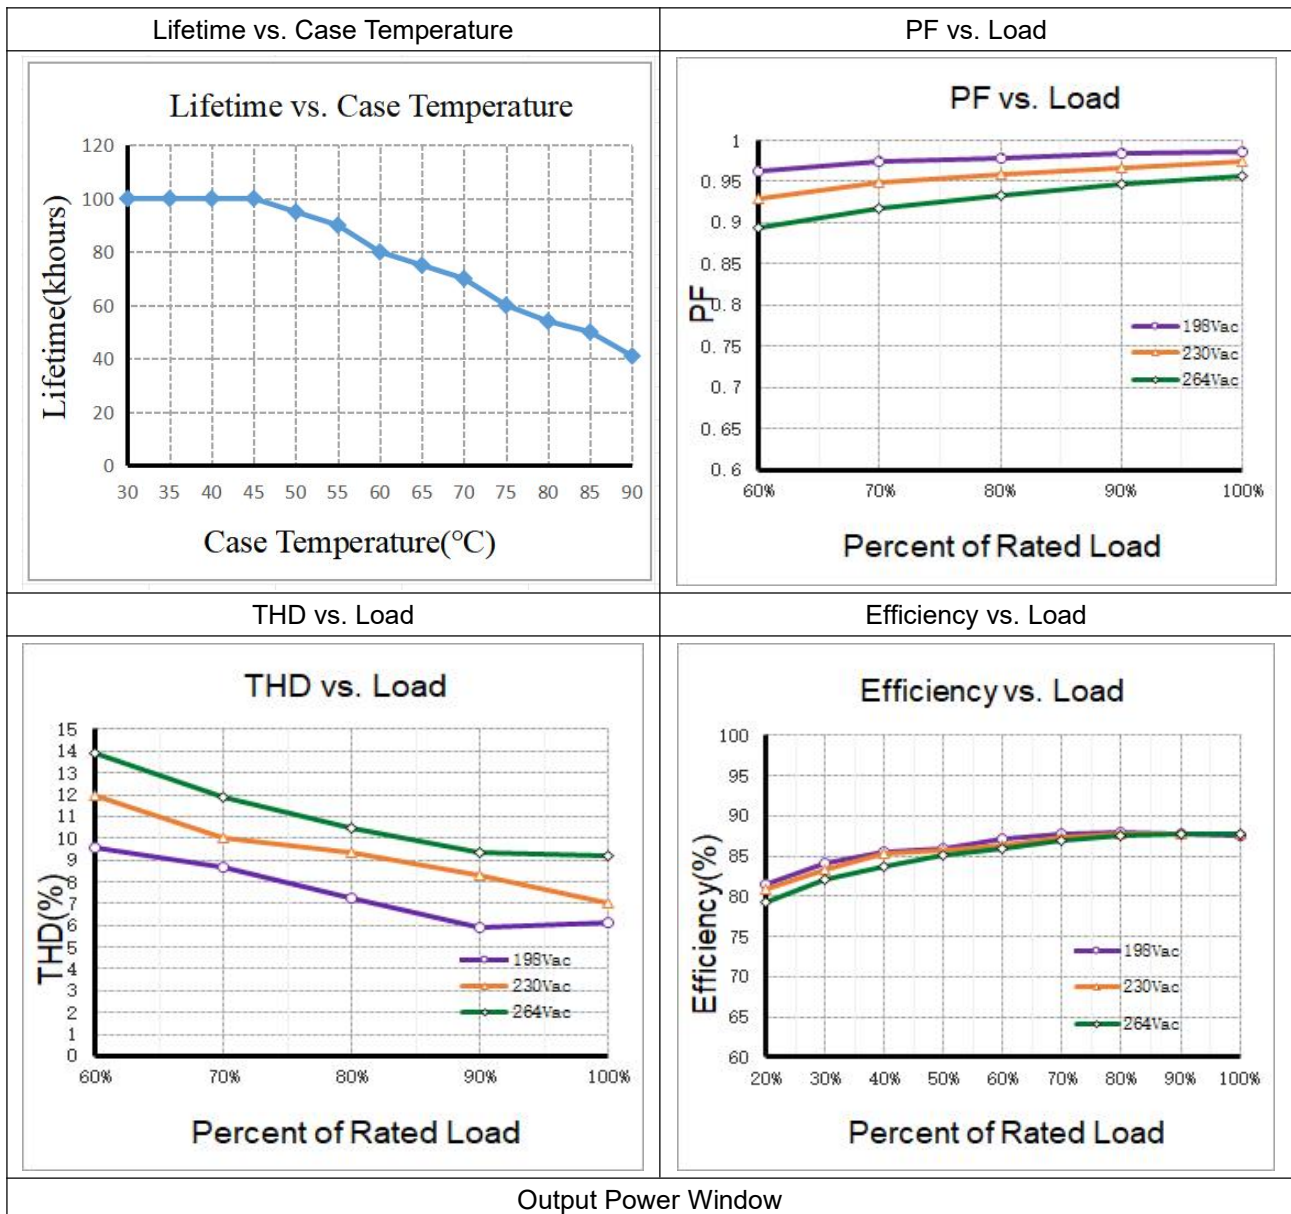 Lifetime vs. Case Temperature
PF vs. Load
Lifetime vs. Case Temperature
120
100
80
60
40
20
0
Lifetime(khours)
30 35 40 45 50 55 60 65 70 75 80 85 90
Case Temperature(℃)
PF vs. Load
1
0.95
0.9
0.85
0.8
0.75
0.7
0.65
0.6
PF
198Vac
230Vac
264Vac
60% 70% 80% 90% 100%
Percent of Rated Load
THD vs. Load
Efficiency vs. Load
THD vs. Load
15
14
13
12
11
10
9
8
7
6
5
4
3
2
1
0
THD(%)
198Vac
230Vac
264Vac
60% 70% 80% 90% 100%
Percent of Rated Load
Efficiency vs. Load
100
95
90
85
80
75
70
65
60
Efficiency(%)
198Vac
230Vac
264Vac
20% 30% 40% 50% 60% 70% 80% 90% 100%
Percent of Rated Load
Output Power Window